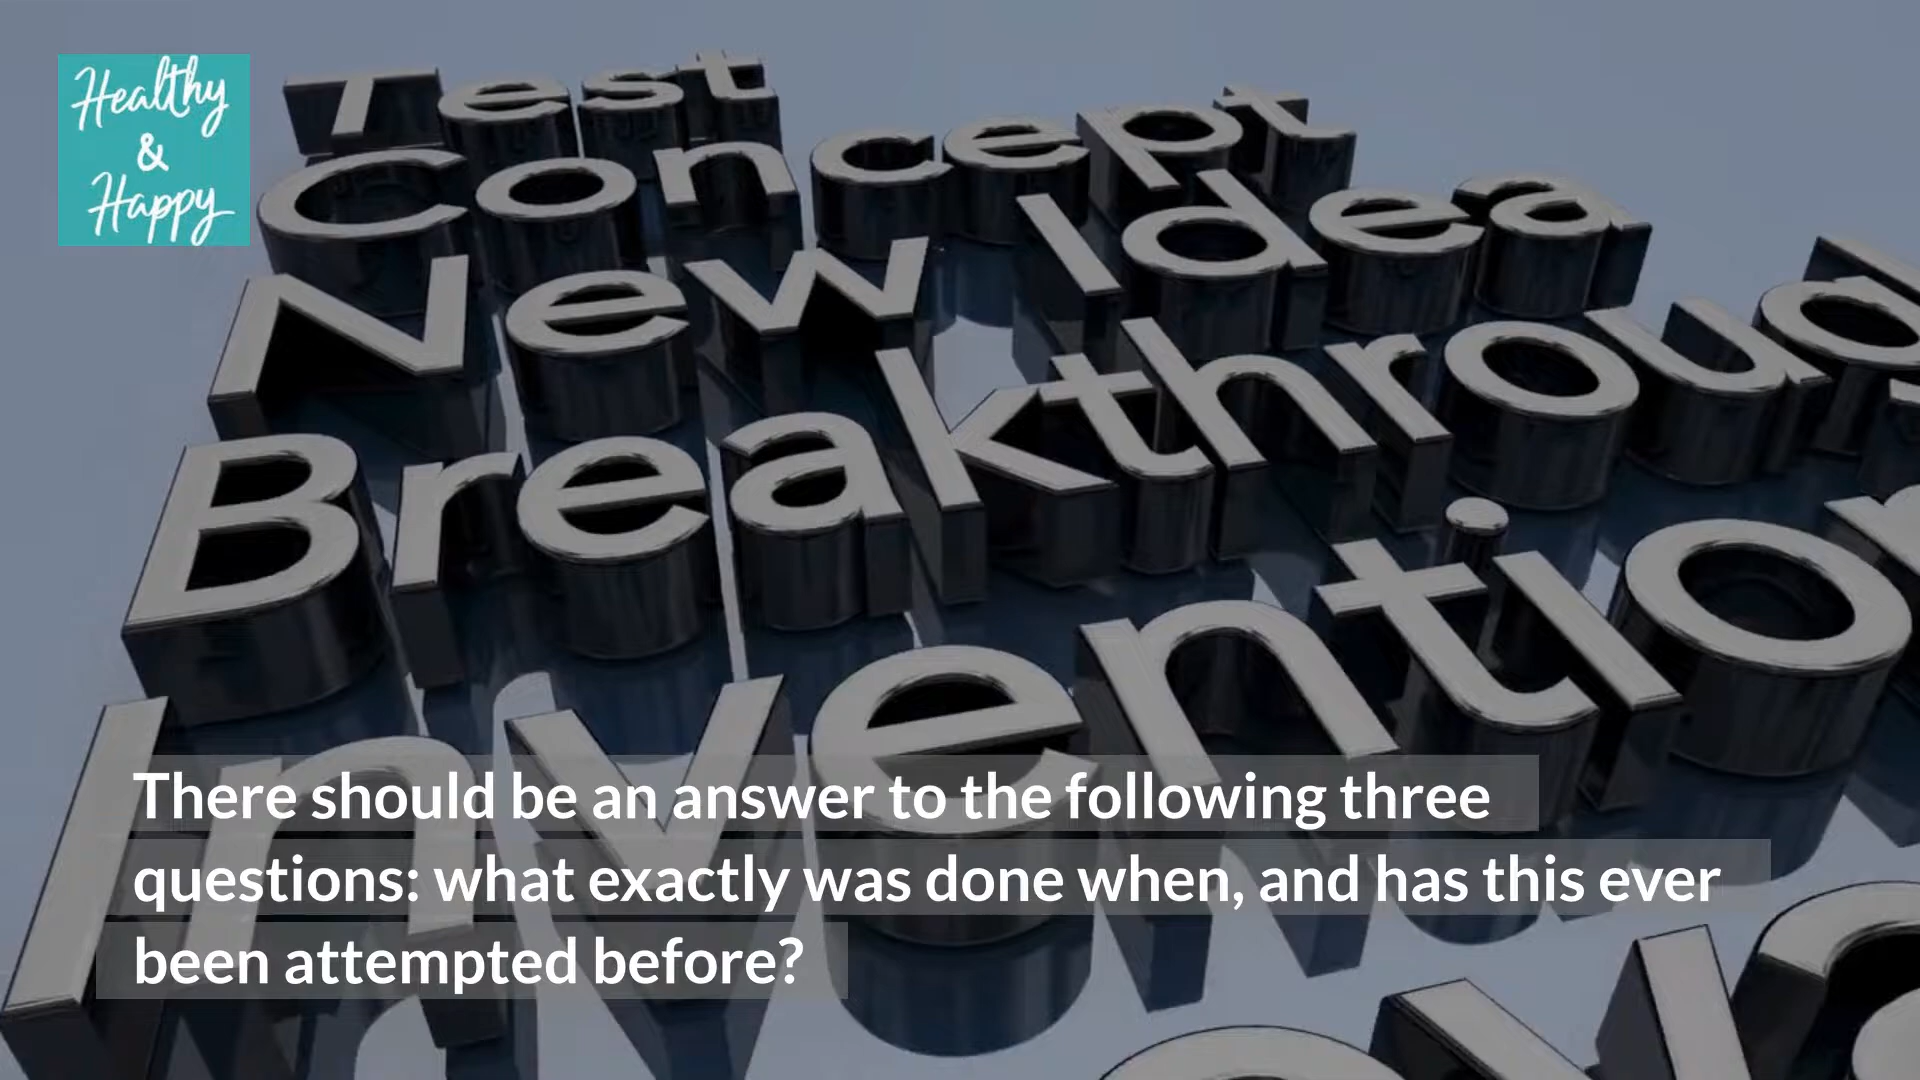 Healthy
&
Happy
Test
Concept
New Idea
Breakthroug
Inventio
There should be an answer to the following three
questions: what exactly was done when, and has this ever
been attempted before?